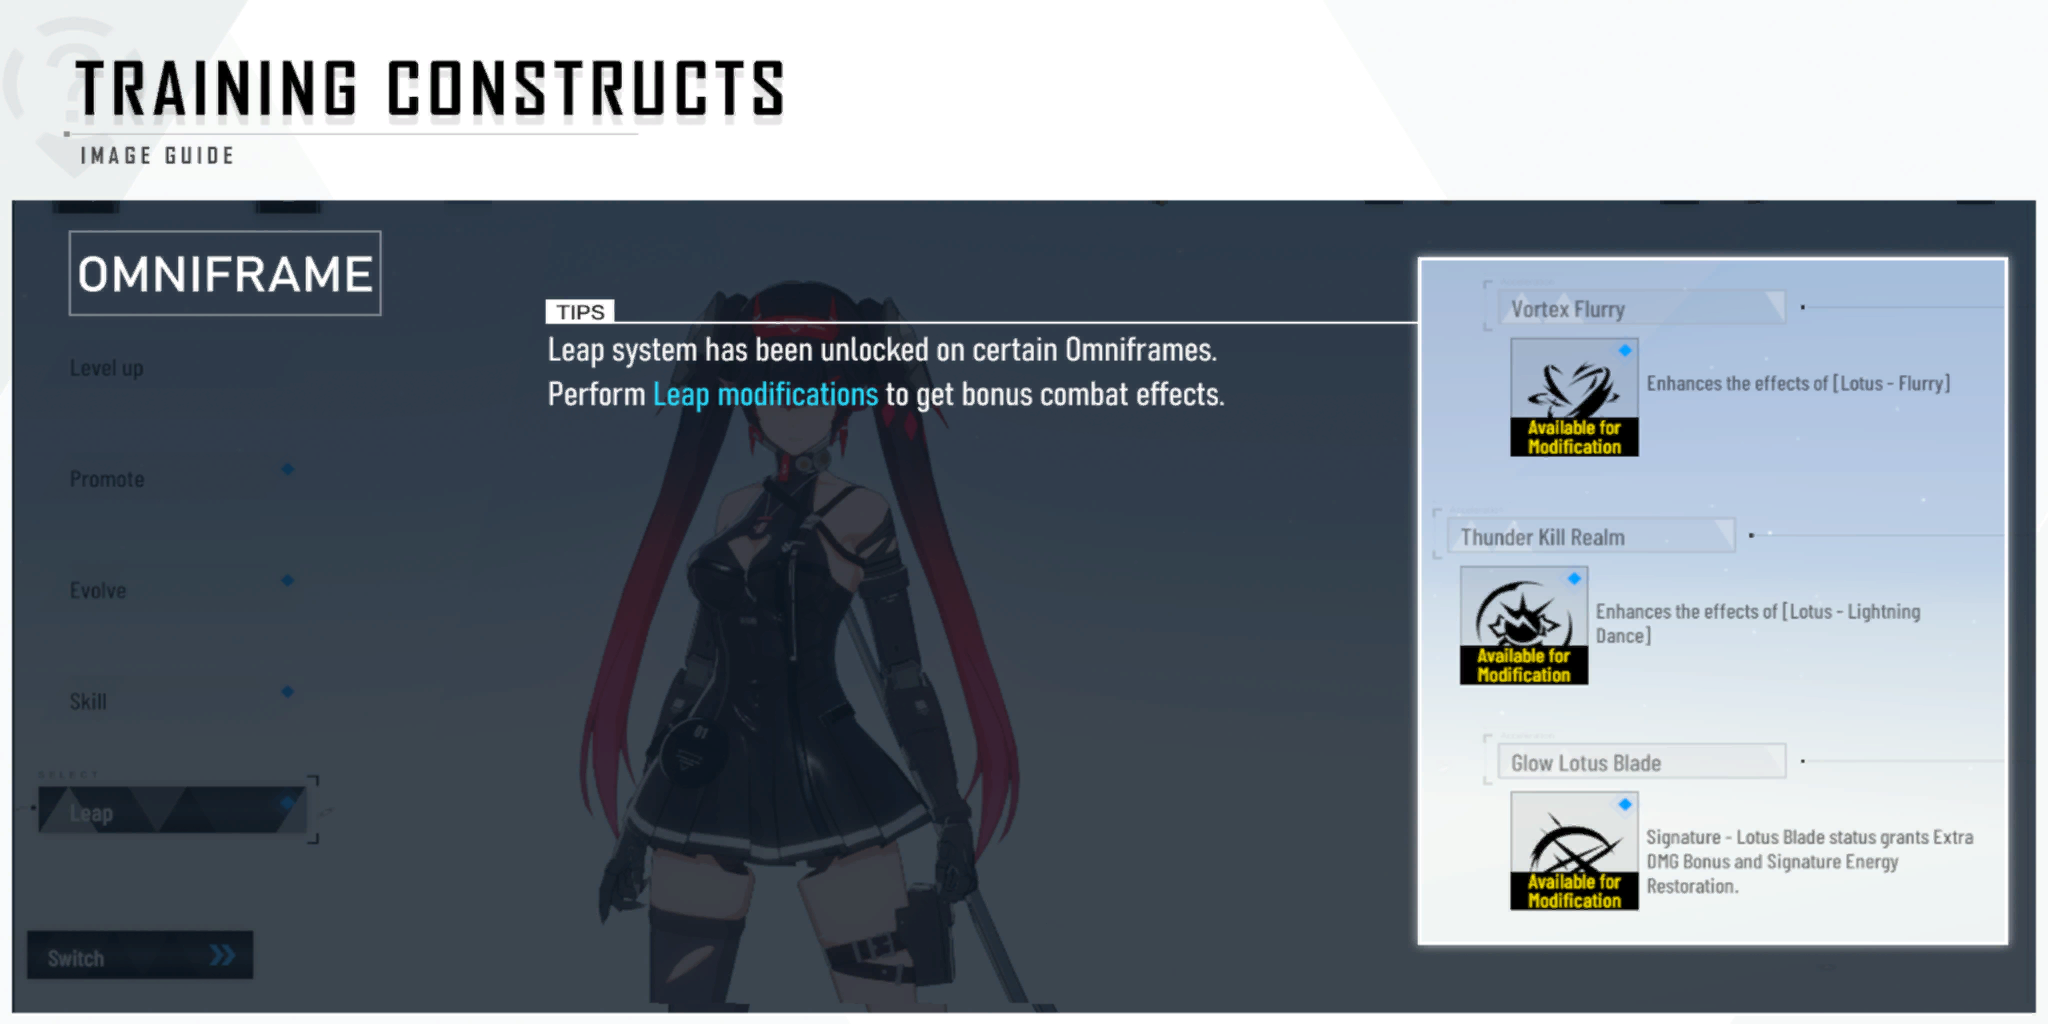 TRAINING CONSTRUCTS
IMAGE GUIDE
OMNIFRAME
Level up
Promote
Evolve
Skill
SELECT
Leap
Switch
TIPS
Leap system has been unlocked on certain Omniframes.
Perform Leap modifications to get bonus combat effects.
01
Vortex Flurry
Available for
Modification
Enhances the effects of [Lotus - Flurry]
Thunder Kill Realm
Available for
Modification
Enhances the effects of [Lotus - Lightning
Dance]
Glow Lotus Blade
Available for
Modification
Signature - Lotus Blade status grants Extra
DMG Bonus and Signature Energy
Restoration.